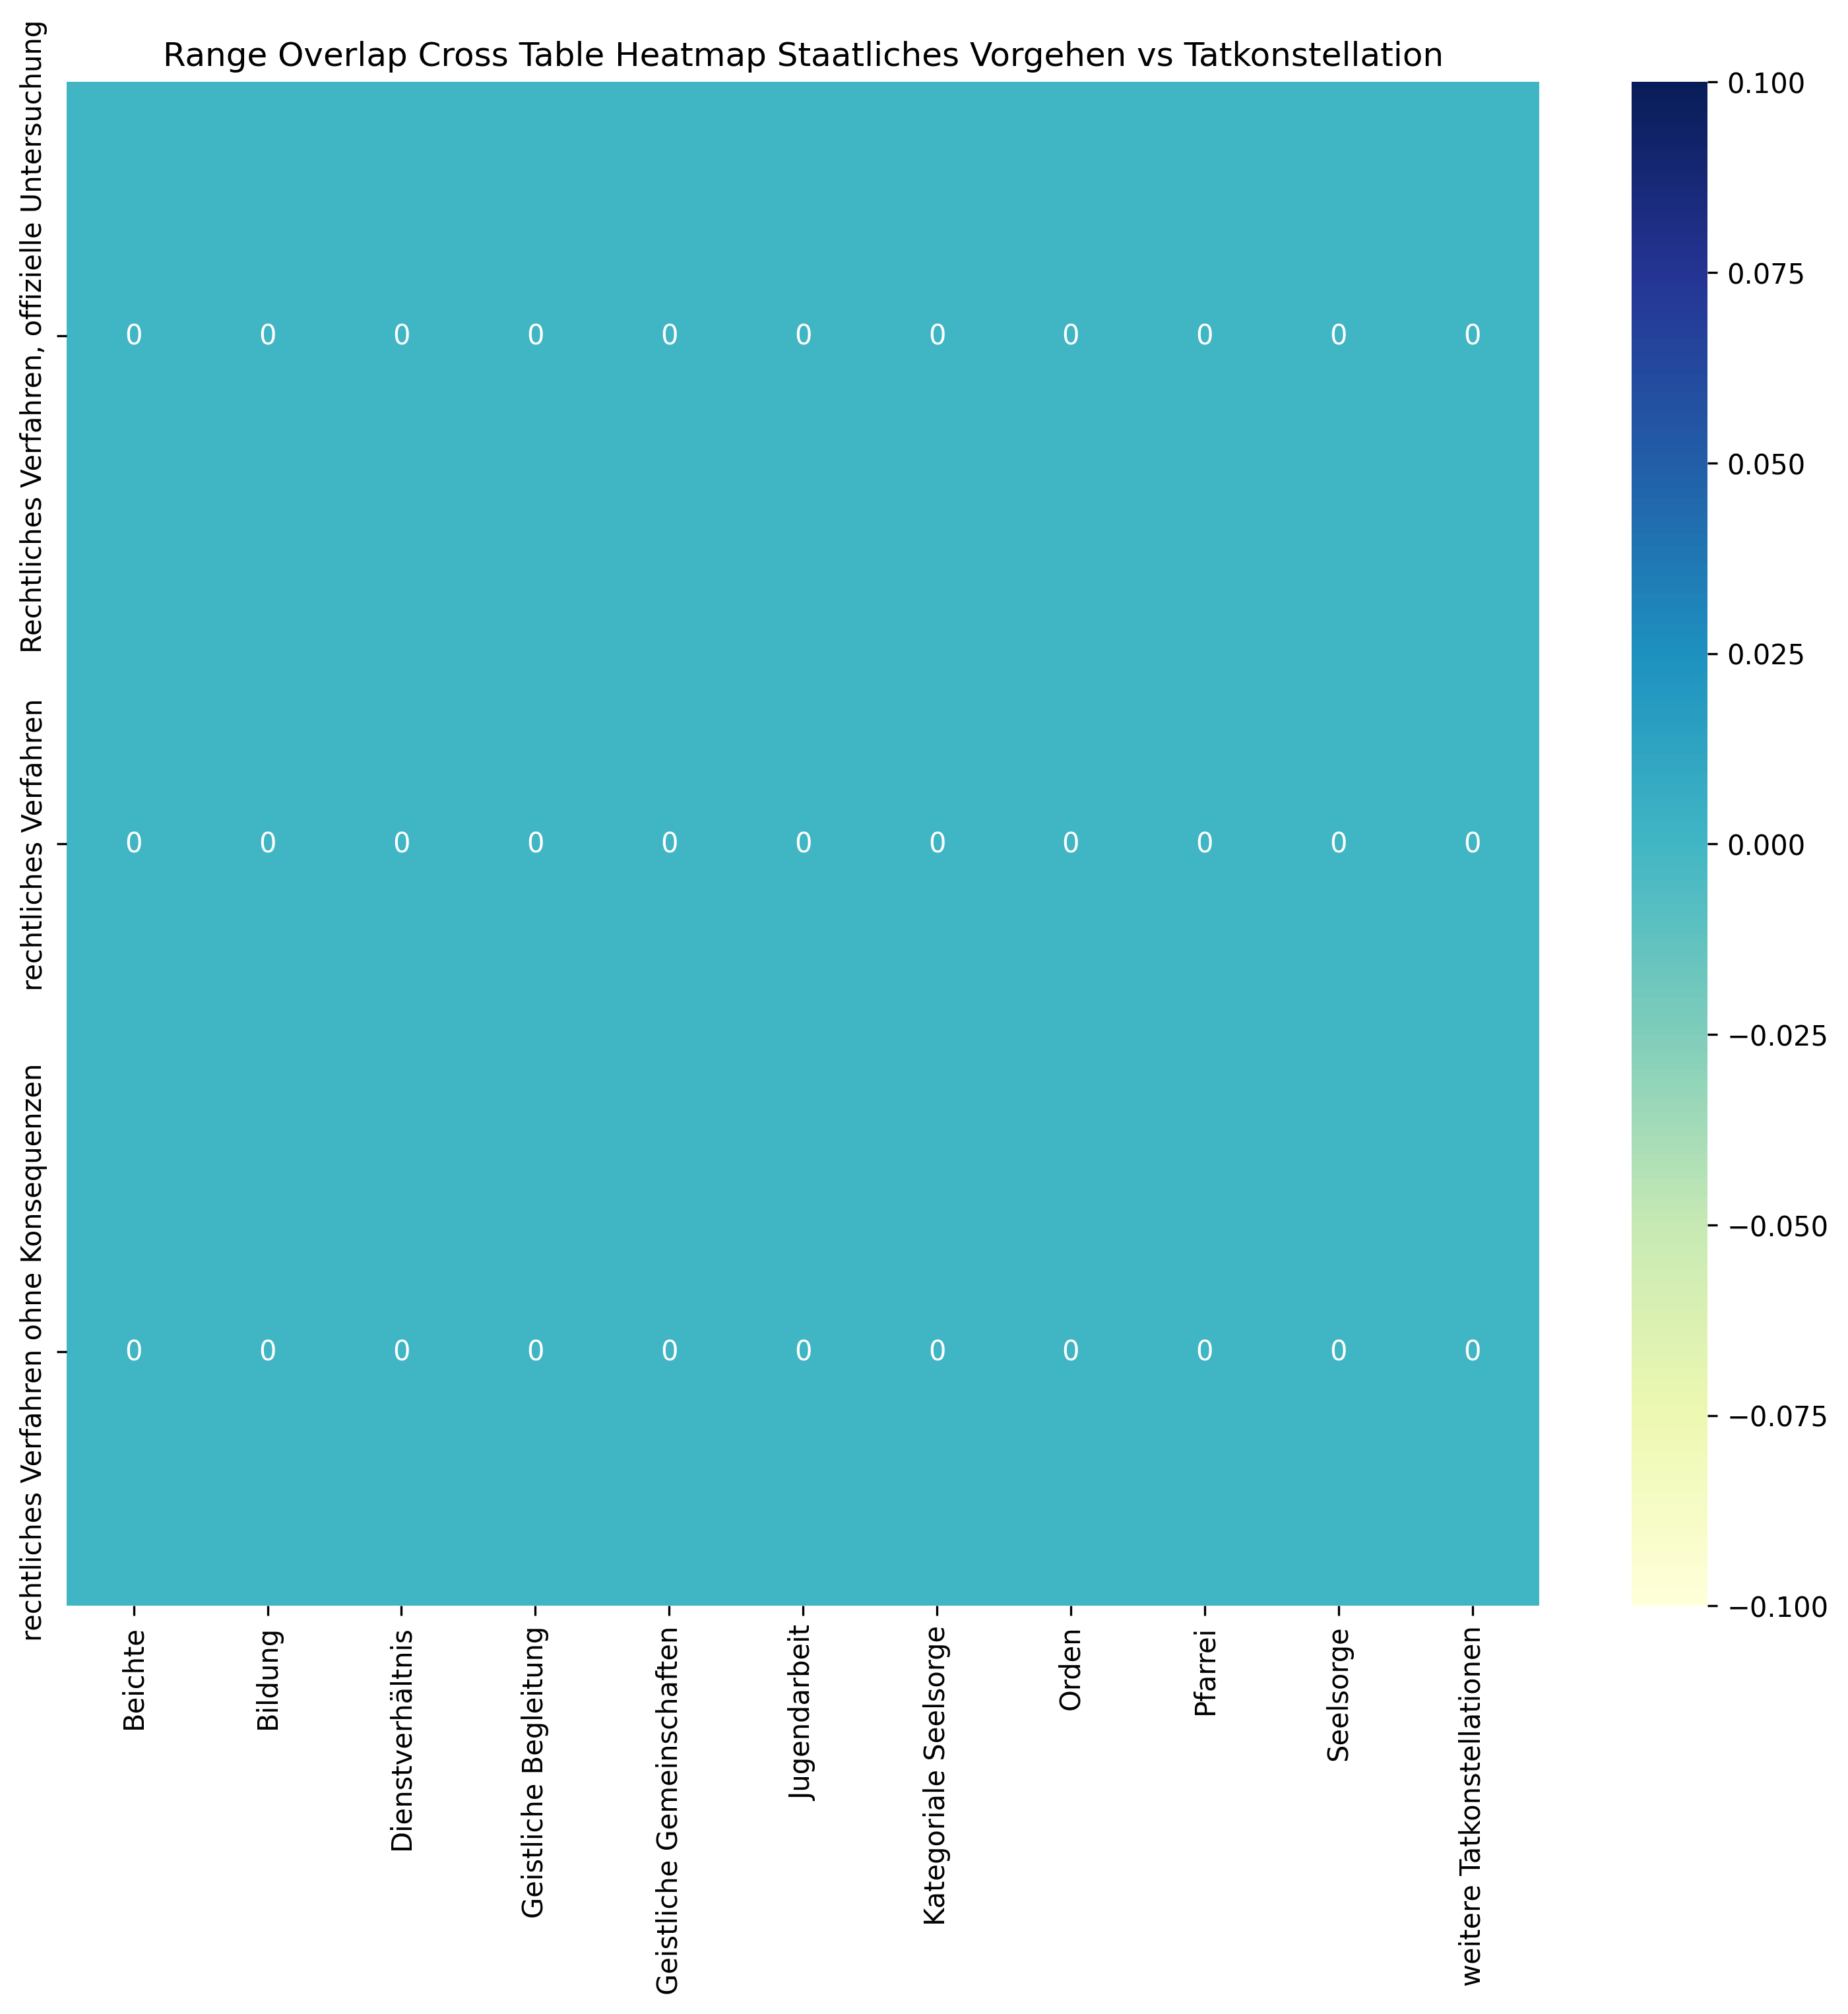 Range Overlap Cross Table Heatmap Staatliches Vorgehen vs Tatkonstellation
Rechtliches Verfahren, offizielle Untersuchung
0 0 0 0 0 0 0 0 0 0 0
rechtliches Verfahren
0 0 0 0 0 0 0 0 0 0 0
rechtliches Verfahren ohne Konsequenzen
0 0 0 0 0 0 0 0 0 0 0
Beichte
Bildung
Dienstverhältnis
Geistliche Begleitung
Geistliche Gemeinschaften
Jugendarbeit
Kategoriale Seelsorge
Orden
Pfarrei
Seelsorge
weitere Tatkonstellationen
0.100
0.075
0.050
0.025
0.000
−0.025
−0.050
−0.075
−0.100